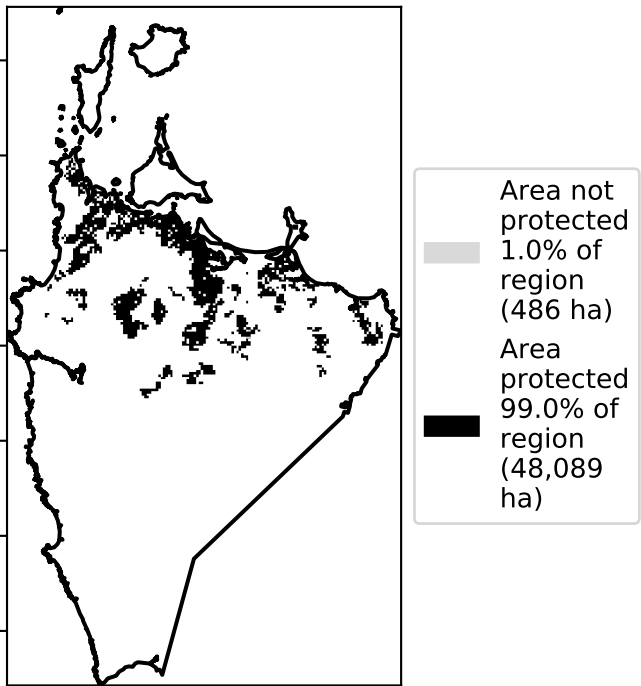 Area not
protected
1.0% of
region
(486 ha)
Area
protected
99.0% of
region
(48,089
ha)